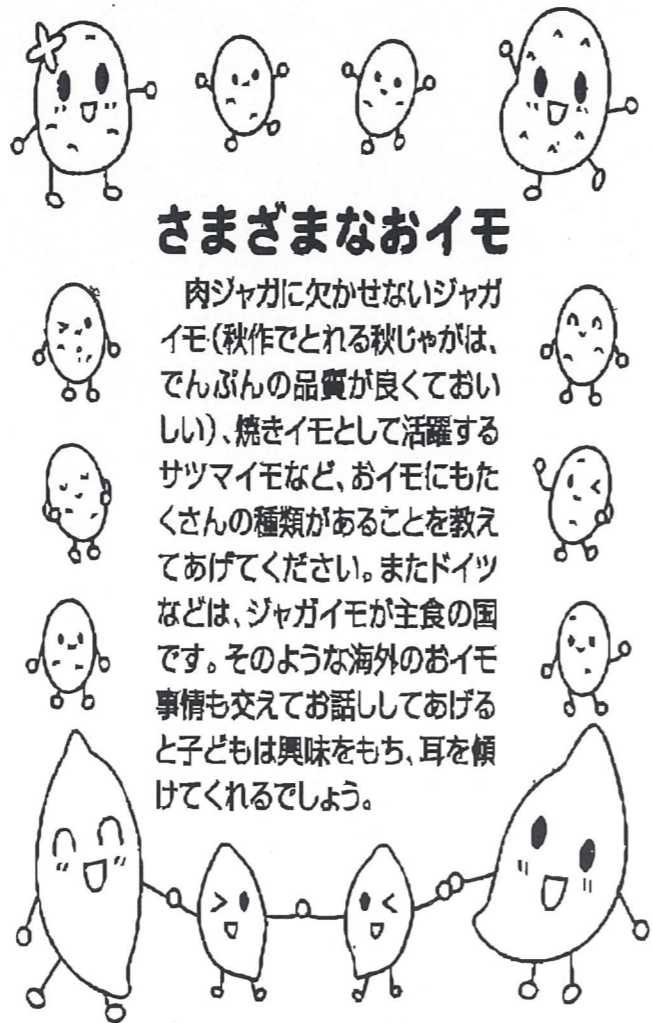 さまざまなおイモ
肉ジャガに欠かせないジャガ
イモ(秋作でとれる秋じゃがは、
でんぷんの品質が良くておい
しい)、焼きイモとして活躍する
サツマイモなど、おイモにもた
くさんの種類があることを教え
てあげてください。またドイツ
などは、ジャガイモが主食の国
です。そのような海外のおイモ
事情も交えてお話ししてあげる
と子どもは興味をもち、耳を傾
けてくれるでしょう。